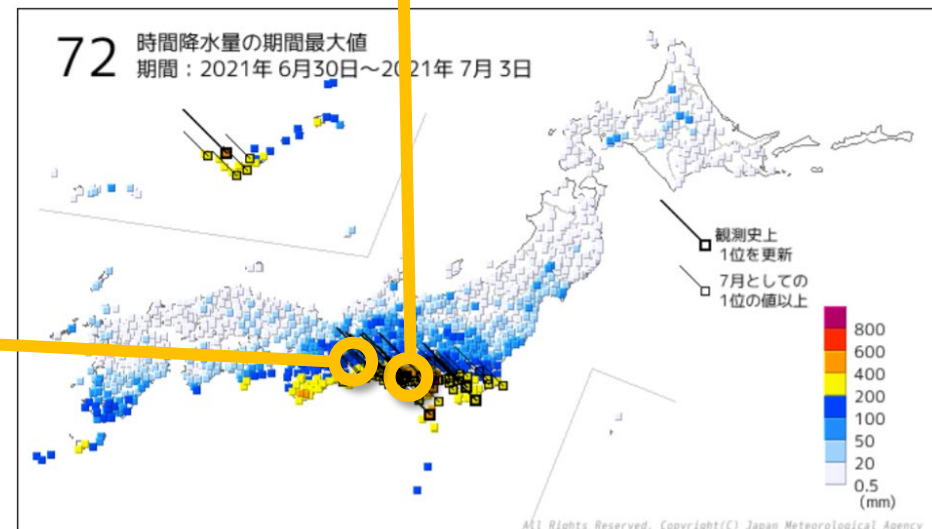 72 時間降水量の期間最大値
期間：2021年 6月30日～2021年 7月 3日
観測史上
1位を更新
7月としての
1位の値以上
800
600
400
200
100
50
20
0.5
(mm)
All Rights Reserved. Copyright(C) Japan Meteorological Agency